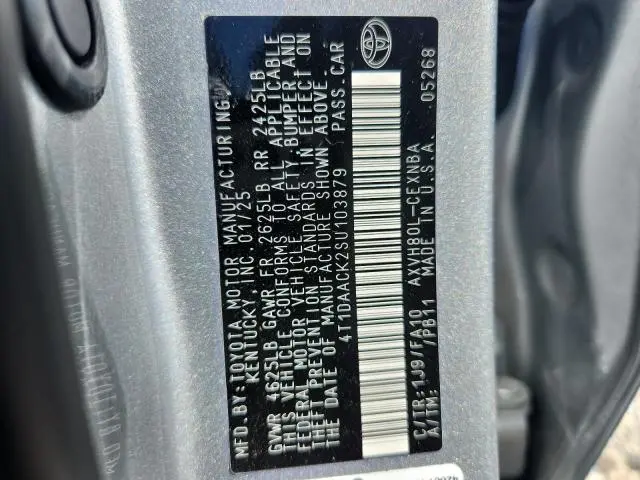 MFD. BY: TOYOTA MOTOR MANUFACTURING,
KENTUCKY, INC. 01/25
GVWR 4625LB GAWR FR 2625LB RR 2425LB
THIS VEHICLE CONFORMS TO ALL APPLICABLE
FEDERAL MOTOR VEHICLE SAFETY, BUMPER AND
THEFT PREVENTION STANDARDS IN EFFECT ON
THE DATE OF MANUFACTURE SHOWN ABOVE.
4T1DAACK2SU103879 PASS. CAR
C/TR: 1J9/FA10 AXVH80L-CEXNBA
A/TM: /PB11 MADE IN U.S.A. 05268